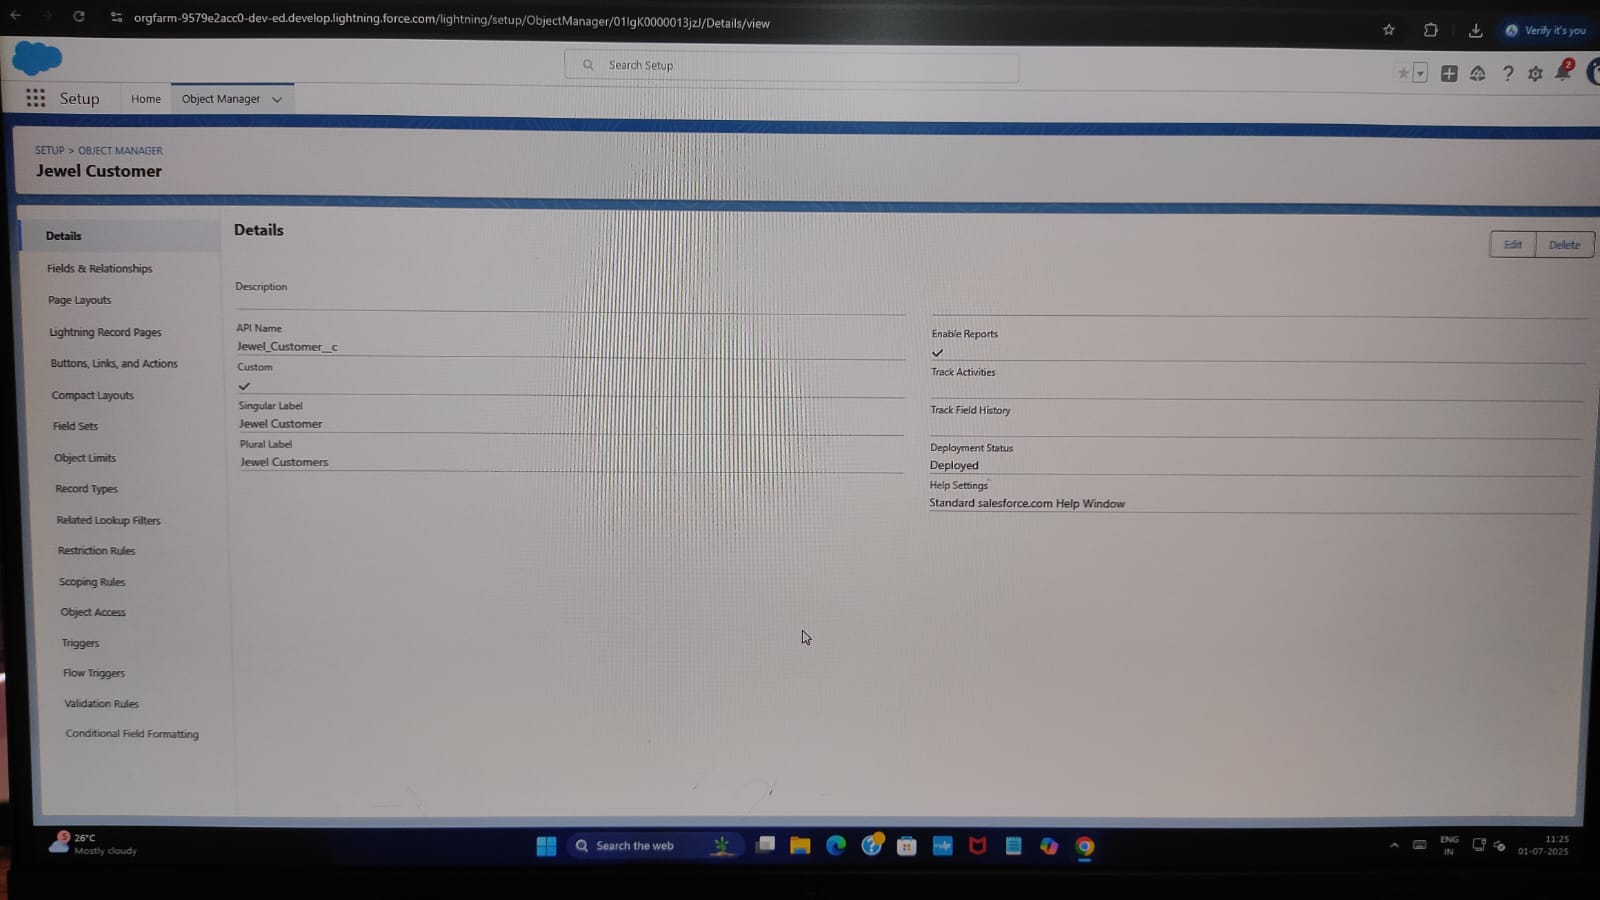 orgfarm-9579e2acc0-dev-ed.develop.lightning.force.com/lightning/setup/ObjectManager/01IgK0000013jzJ/Details/view
Verify it's you
Search Setup
2
Setup
Home
Object Manager
SETUP > OBJECT MANAGER
Jewel Customer
Details
Fields & Relationships
Page Layouts
Lightning Record Pages
Buttons, Links, and Actions
Compact Layouts
Field Sets
Object Limits
Record Types
Related Lookup Filters
Restriction Rules
Scoping Rules
Object Access
Triggers
Flow Triggers
Validation Rules
Conditional Field Formatting
Details
Edit
Delete
Description
API Name
Jewel_Customer__c
Custom
Singular Label
Jewel Customer
Plural Label
Jewel Customers
Enable Reports
Track Activities
Track Field History
Deployment Status
Deployed
Help Settings
Standard salesforce.com Help Window
5
26°C
Mostly cloudy
Search the web
ENG
IN
11:25
01-07-2025